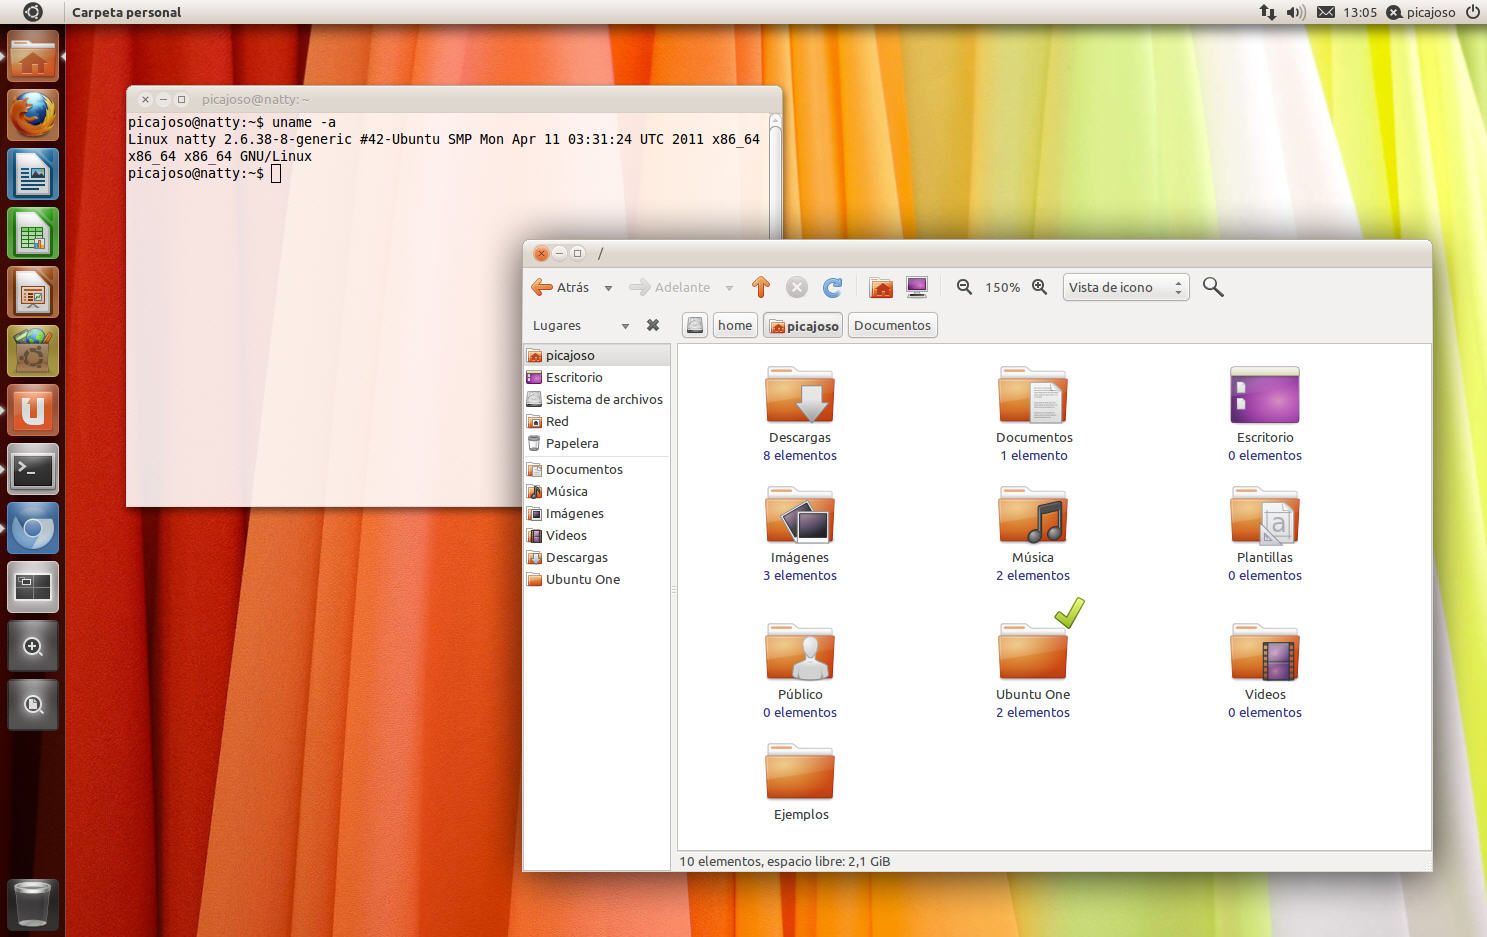 Carpeta personal
13:05
picajoso
picajoso@natty: ~
picajoso@natty:~$ uname -a
Linux natty 2.6.38-8-generic #42-Ubuntu SMP Mon Apr 11 03:31:24 UTC 2011 x86_64
x86_64 x86_64 GNU/Linux
picajoso@natty:~$
/
Atrás
Adelante
150%
Vista de icono
Lugares
home
picajoso
Documentos
picajoso
Escritorio
Sistema de archivos
Red
Papelera
Documentos
Música
Imágenes
Videos
Descargas
Ubuntu One
Descargas
8 elementos
Documentos
1 elemento
Escritorio
0 elementos
Imágenes
3 elementos
Música
2 elementos
Plantillas
0 elementos
Público
0 elementos
Ubuntu One
2 elementos
Videos
0 elementos
Ejemplos
10 elementos, espacio libre: 2,1 GiB